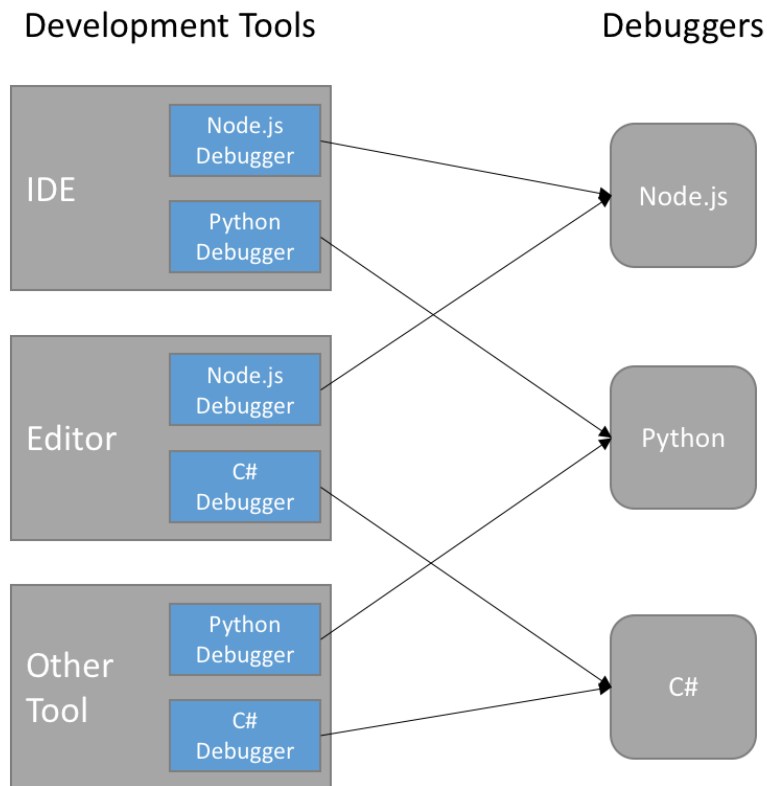 Development Tools
Debuggers
IDE
Node.js
Debugger
Python
Debugger
Editor
Node.js
Debugger
C#
Debugger
Other
Tool
Python
Debugger
C#
Debugger
Node.js
Python
C#